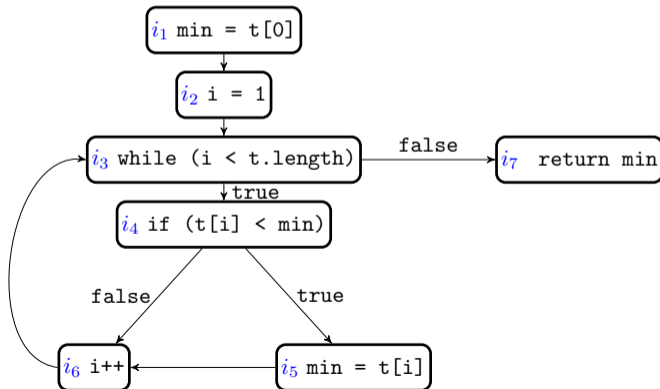 i1 min = t[0]
i2 i = 1
i3 while (i < t.length)
false
i7 return min
true
i4 if (t[i] < min)
false
true
i6 i++
i5 min = t[i]